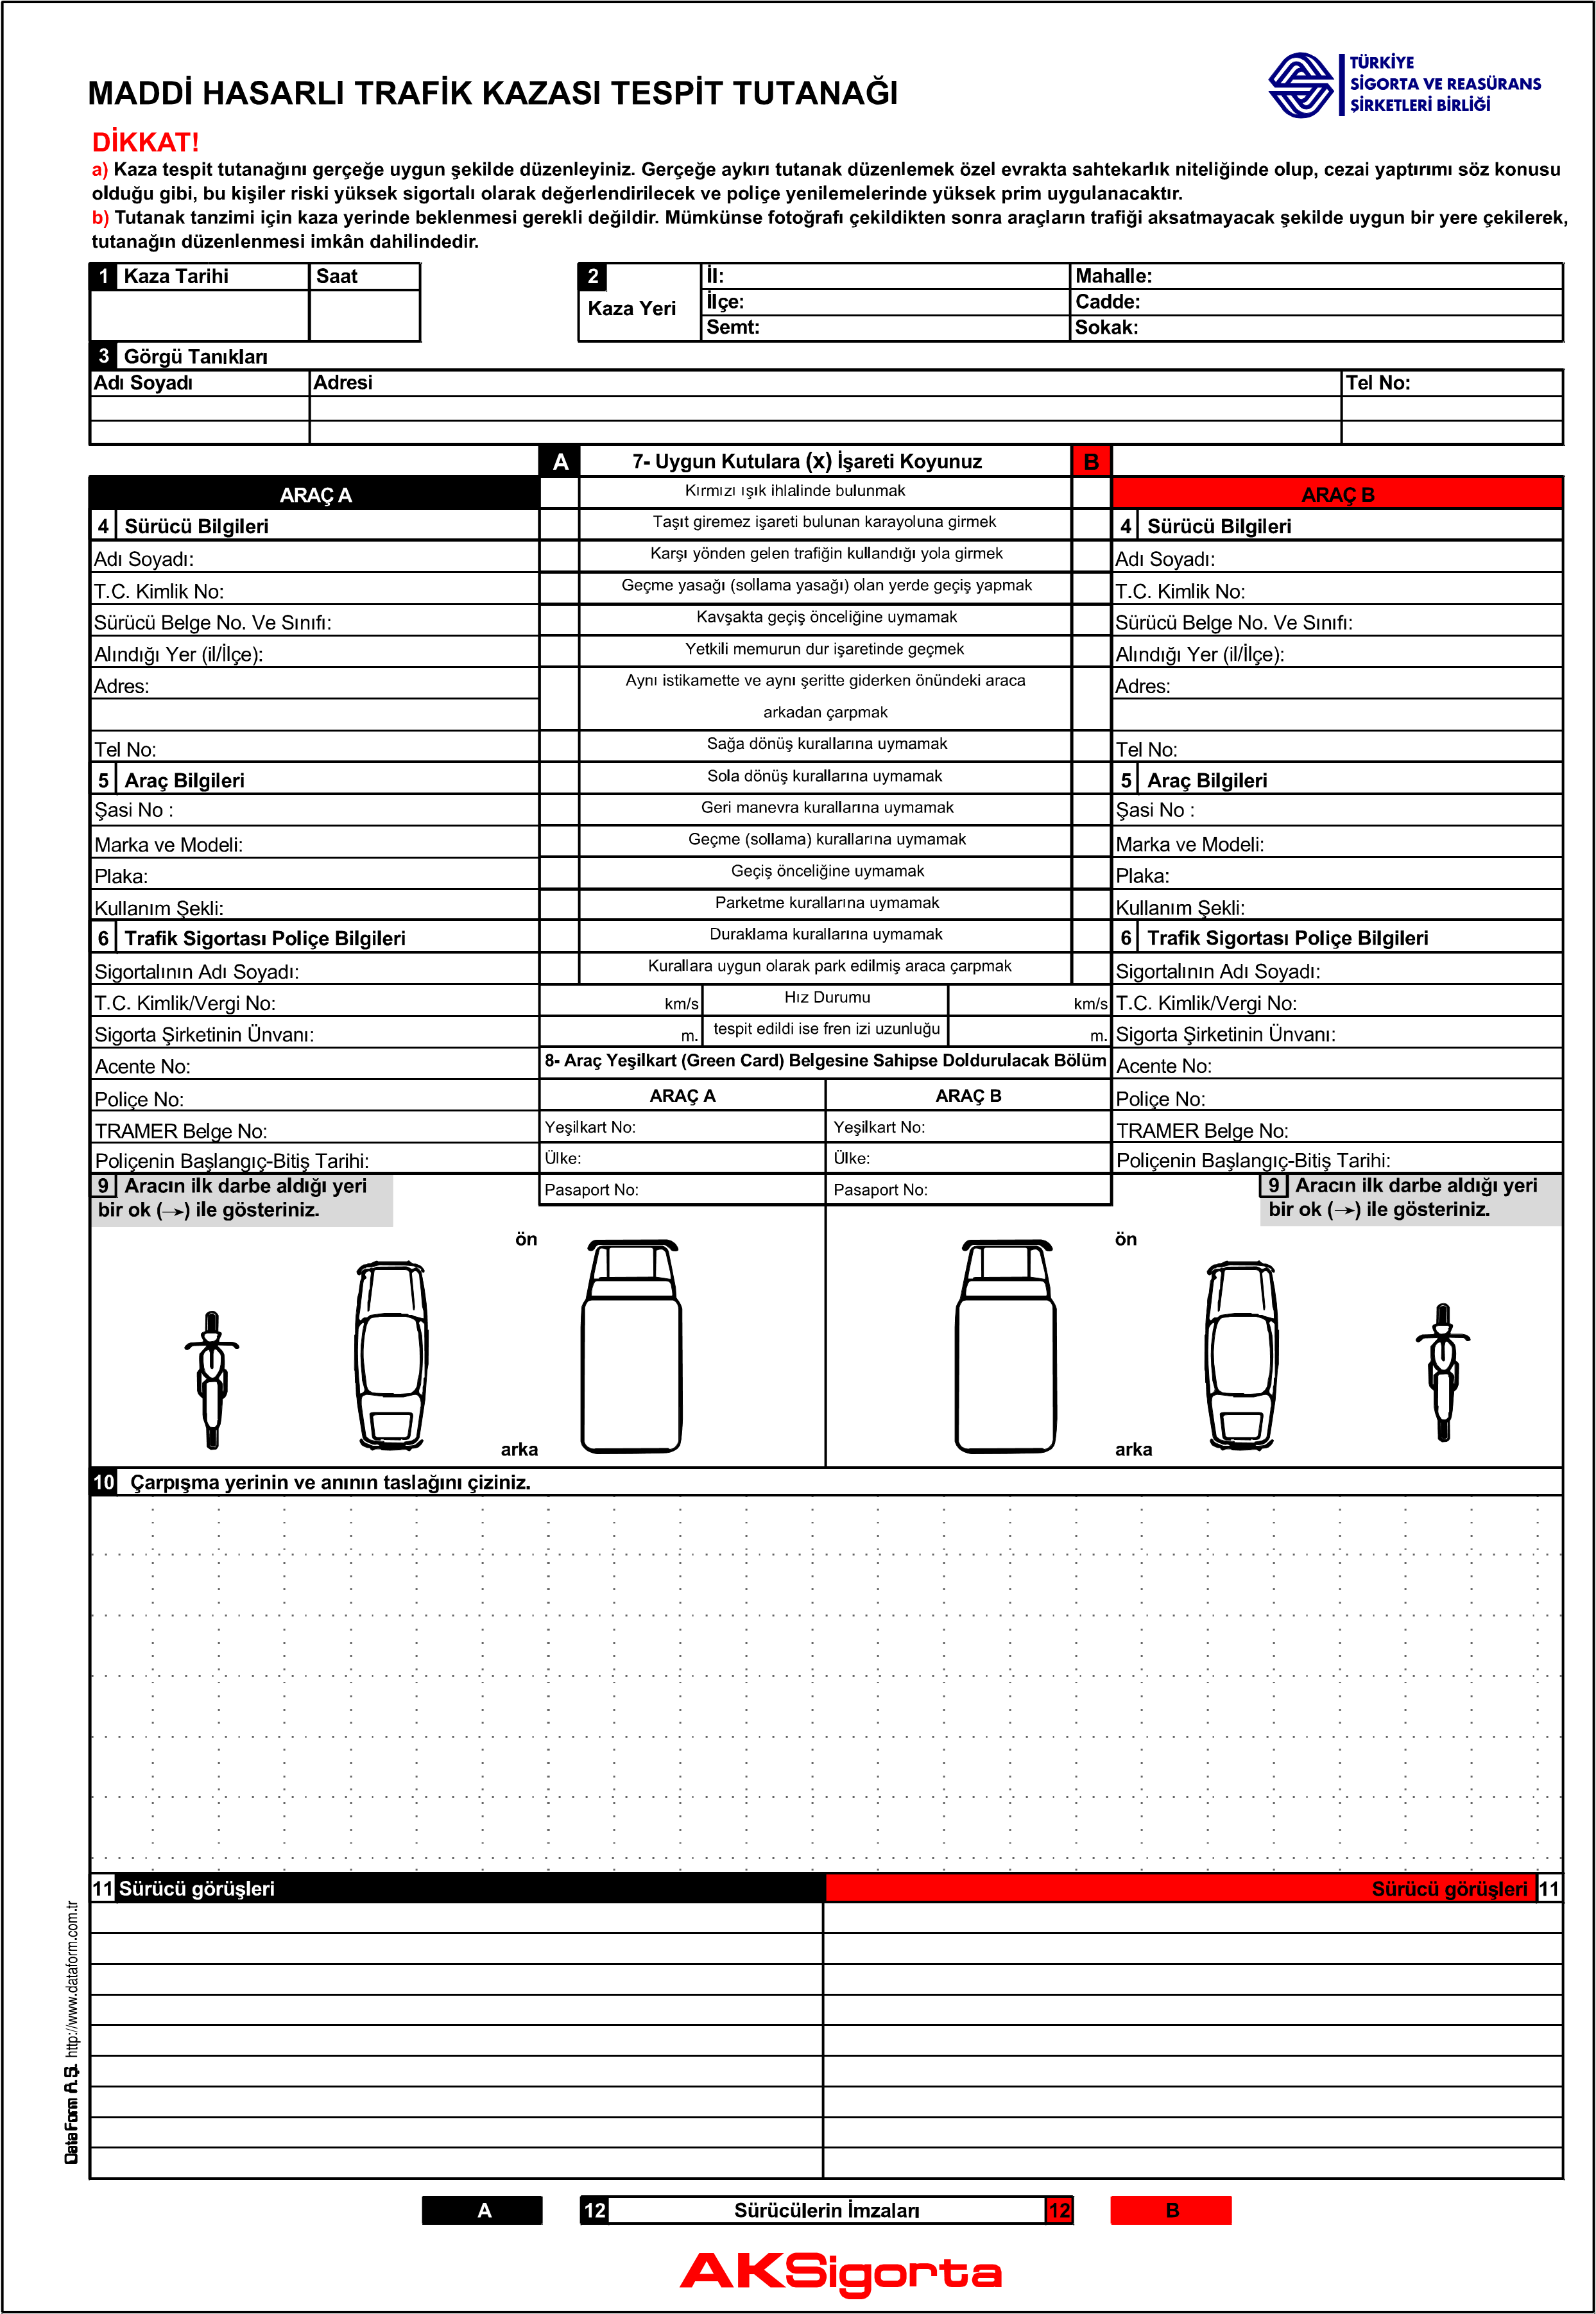 MADDİ HASARLI TRAFİK KAZASI TESPİT TUTANAĞI
TÜRKİYE
SİGORTA VE REASÜRANS
ŞİRKETLERİ BİRLİĞİ
DİKKAT!
a) Kaza tespit tutanağını gerçeğe uygun şekilde düzenleyiniz. Gerçeğe aykırı tutanak düzenlemek özel evrakta sahtekarlık niteliğinde olup, cezai yaptırımı söz konusu
olduğu gibi, bu kişiler riski yüksek sigortalı olarak değerlendirilecek ve poliçe yenilemelerinde yüksek prim uygulanacaktır.
b) Tutanak tanzimi için kaza yerinde beklenmesi gerekli değildir. Mümkünse fotoğrafı çekildikten sonra araçların trafiği aksatmayacak şekilde uygun bir yere çekilerek,
tutanağın düzenlenmesi imkân dahilindedir.
1 Kaza Tarihi Saat
2 Kaza Yeri
İl: Mahalle:
İlçe: Cadde:
Semt: Sokak:
3 Görgü Tanıkları
Adı Soyadı Adresi Tel No:
A 7- Uygun Kutulara (x) İşareti Koyunuz B
ARAÇ A
4 Sürücü Bilgileri
Adı Soyadı:
T.C. Kimlik No:
Sürücü Belge No. Ve Sınıfı:
Alındığı Yer (il/İlçe):
Adres:
Tel No:
5 Araç Bilgileri
Şasi No :
Marka ve Modeli:
Plaka:
Kullanım Şekli:
6 Trafik Sigortası Poliçe Bilgileri
Sigortalının Adı Soyadı:
T.C. Kimlik/Vergi No:
Sigorta Şirketinin Ünvanı:
Acente No:
Poliçe No:
TRAMER Belge No:
Poliçenin Başlangıç-Bitiş Tarihi:
Kırmızı ışık ihlalinde bulunmak
Taşıt giremez işareti bulunan karayoluna girmek
Karşı yönden gelen trafiğin kullandığı yola girmek
Geçme yasağı (sollama yasağı) olan yerde geçiş yapmak
Kavşakta geçiş önceliğine uymamak
Yetkili memurun dur işaretinde geçmek
Aynı istikamette ve aynı şeritte giderken önündeki araca
arkadan çarpmak
Sağa dönüş kurallarına uymamak
Sola dönüş kurallarına uymamak
Geri manevra kurallarına uymamak
Geçme (sollama) kurallarına uymamak
Geçiş önceliğine uymamak
Parketme kurallarına uymamak
Duraklama kurallarına uymamak
Kurallara uygun olarak park edilmiş araca çarpmak
km/s Hız Durumu km/s
m. tespit edildi ise fren izi uzunluğu m.
8- Araç Yeşilkart (Green Card) Belgesine Sahipse Doldurulacak Bölüm
ARAÇ A ARAÇ B
Yeşilkart No: Yeşilkart No:
Ülke: Ülke:
Pasaport No: Pasaport No:
ARAÇ B
4 Sürücü Bilgileri
Adı Soyadı:
T.C. Kimlik No:
Sürücü Belge No. Ve Sınıfı:
Alındığı Yer (il/İlçe):
Adres:
Tel No:
5 Araç Bilgileri
Şasi No :
Marka ve Modeli:
Plaka:
Kullanım Şekli:
6 Trafik Sigortası Poliçe Bilgileri
Sigortalının Adı Soyadı:
T.C. Kimlik/Vergi No:
Sigorta Şirketinin Ünvanı:
Acente No:
Poliçe No:
TRAMER Belge No:
Poliçenin Başlangıç-Bitiş Tarihi:
9 Aracın ilk darbe aldığı yeri
bir ok (→) ile gösteriniz.
9 Aracın ilk darbe aldığı yeri
bir ok (→) ile gösteriniz.
ön ön
arka arka
10 Çarpışma yerinin ve anının taslağını çiziniz.
11 Sürücü görüşleri Sürücü görüşleri 11
DataForm A.Ş. http://www.dataform.com.tr
A 12 Sürücülerin İmzaları 12 B
AKSigorta